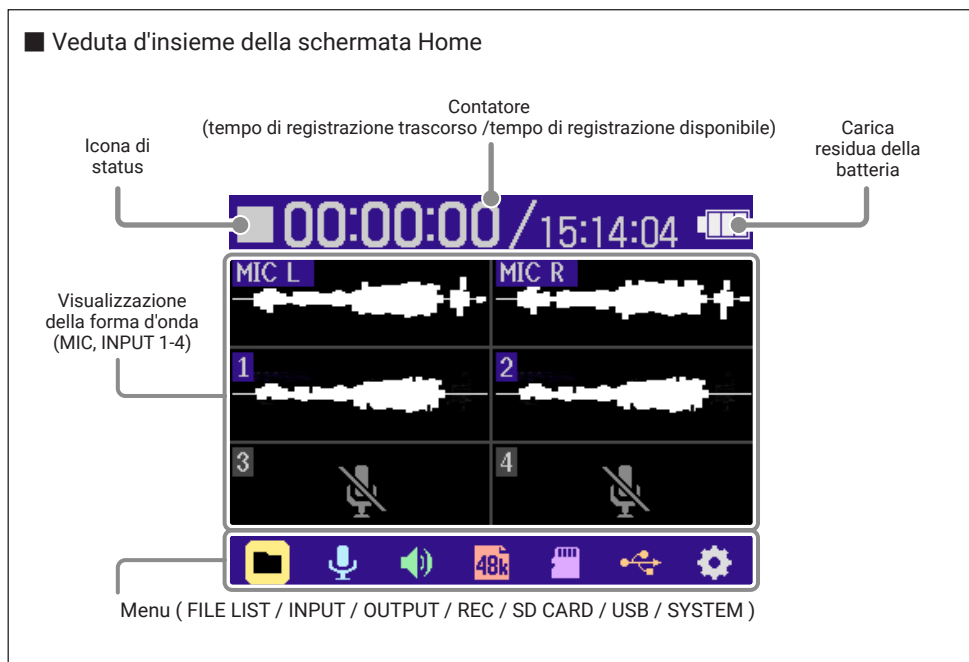 ■ Veduta d'insieme della schermata Home
Contatore
(tempo di registrazione trascorso /tempo di registrazione disponibile)
Icona di
status
Carica
residua della
batteria
00:00:00/15:14:04
MIC L
MIC R
Visualizzazione
della forma d'onda
(MIC, INPUT 1-4)
1
2
3
4
48k
Menu ( FILE LIST / INPUT / OUTPUT / REC / SD CARD / USB / SYSTEM )